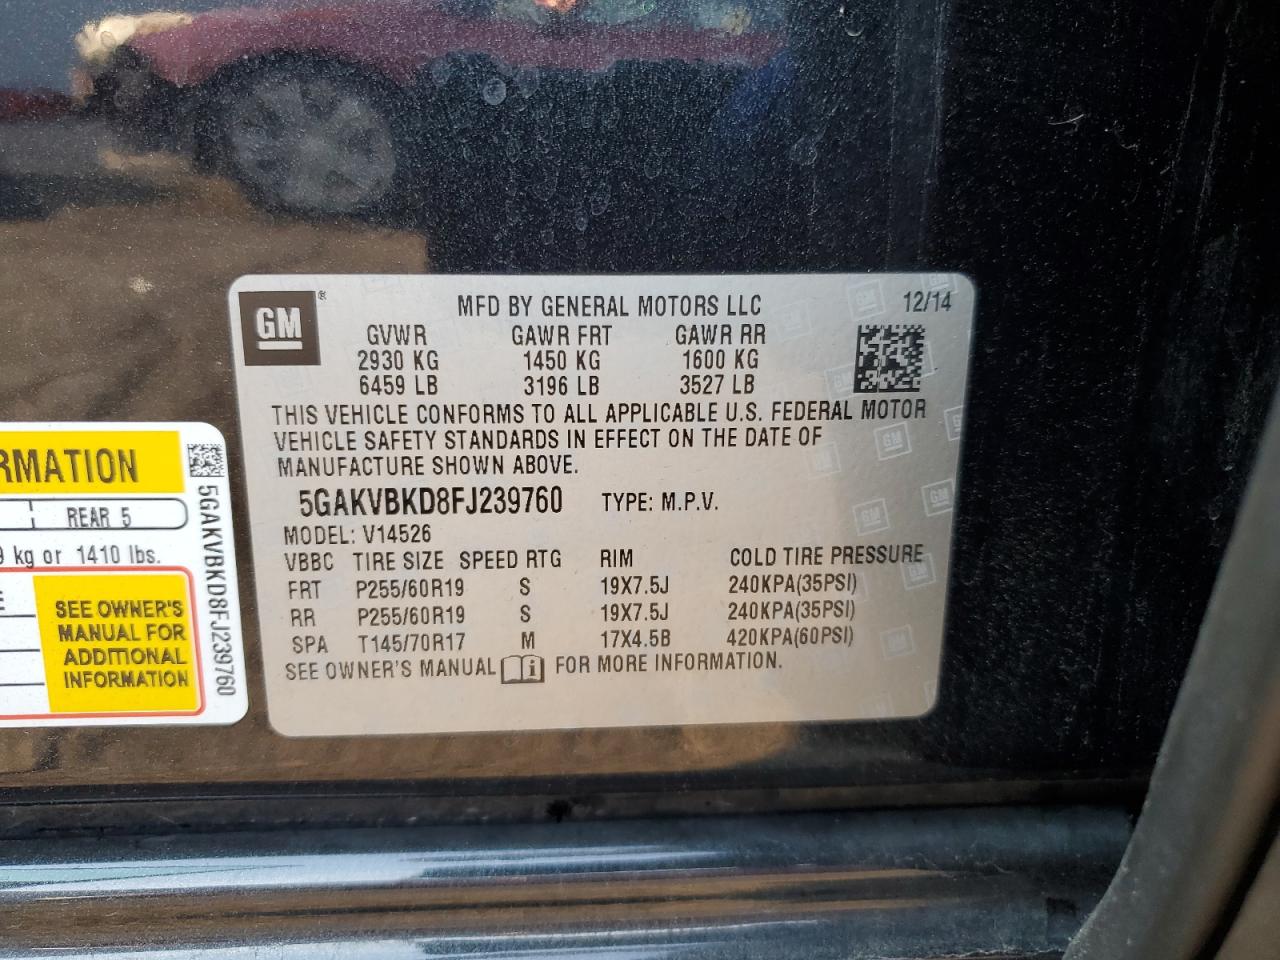 GM ®
MFD BY GENERAL MOTORS LLC 12/14
GVWR GAWR FRT GAWR RR
2930 KG 1450 KG 1600 KG
6459 LB 3196 LB 3527 LB
THIS VEHICLE CONFORMS TO ALL APPLICABLE U.S. FEDERAL MOTOR
VEHICLE SAFETY STANDARDS IN EFFECT ON THE DATE OF
MANUFACTURE SHOWN ABOVE.
5GAKVBKD8FJ239760 TYPE: M.P.V.
MODEL: V14526
VBBC TIRE SIZE SPEED RTG RIM COLD TIRE PRESSURE
FRT P255/60R19 S 19X7.5J 240KPA(35PSI)
RR P255/60R19 S 19X7.5J 240KPA(35PSI)
SPA T145/70R17 M 17X4.5B 420KPA(60PSI)
SEE OWNER'S MANUAL i FOR MORE INFORMATION.
RMATION
REAR 5
9 kg or 1410 lbs.
E
SEE OWNER'S
MANUAL FOR
ADDITIONAL
INFORMATION
5GAKVBKD8FJ239760